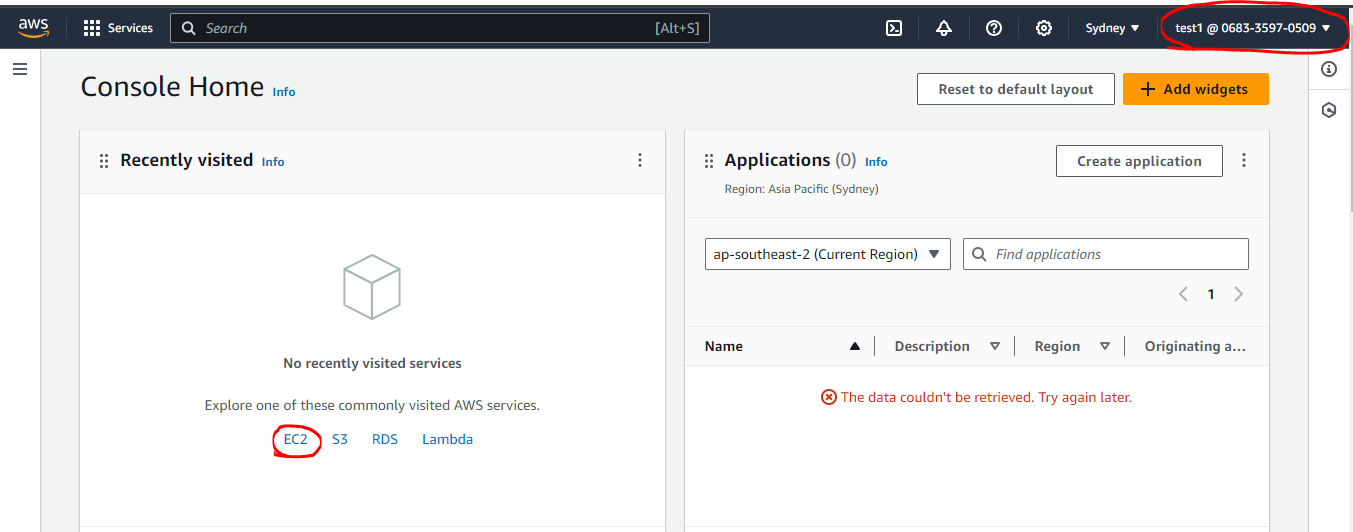 aws Services Search [Alt+S] Sydney test1 @ 0683-3597-0509
Console Home Info
Reset to default layout
Add widgets
Recently visited Info
Applications (0) Info
Create application
Region: Asia Pacific (Sydney)
ap-southeast-2 (Current Region)
Find applications
1
Name Description Region Originating a...
No recently visited services
The data couldn't be retrieved. Try again later.
Explore one of these commonly visited AWS services.
EC2 S3 RDS Lambda